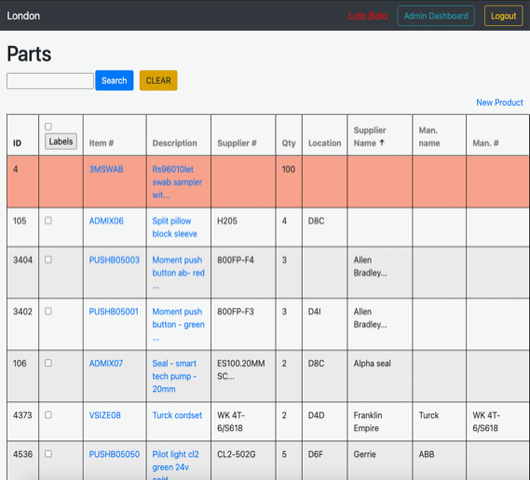 London Lolo Bolo Admin Dashboard Logout
Parts
Search CLEAR
New Product
ID Labels Item # Description Supplier # Qty Location Supplier Name ↑ Man. name Man. #
4 3MSWAB Rs96010let swab sampler wit... 100
105 ADMIX06 Split pillow block sleeve H205 4 D8C
3404 PUSHB05003 Moment push button ab- red ... 800FP-F4 3 Allen Bradley...
3402 PUSHB05001 Moment push button - green ... 800FP-F3 3 D4I Allen Bradley...
106 ADMIX07 Seal - smart tech pump - 20mm ES100.20MM SC... 2 D8C Alpha seal
4373 VSIZE08 Turck cordset WK 4T-6/S618 2 D4D Franklin Empire Turck WK 4T-6/S618
4536 PUSHB05050 Pilot light cl2 green 24v CL2-502G 5 D6F Gerrie ABB